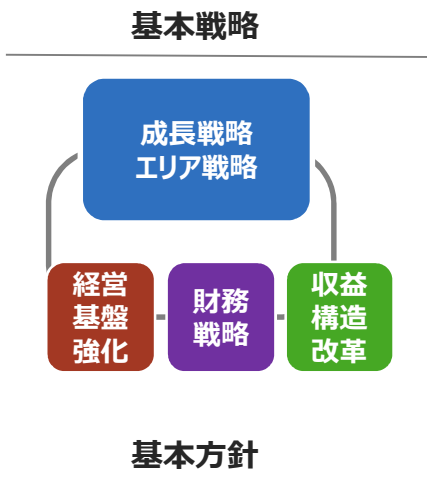 基本戦略
成長戦略
エリア戦略
経営
基盤
強化
財務
戦略
収益
構造
改革
基本方針